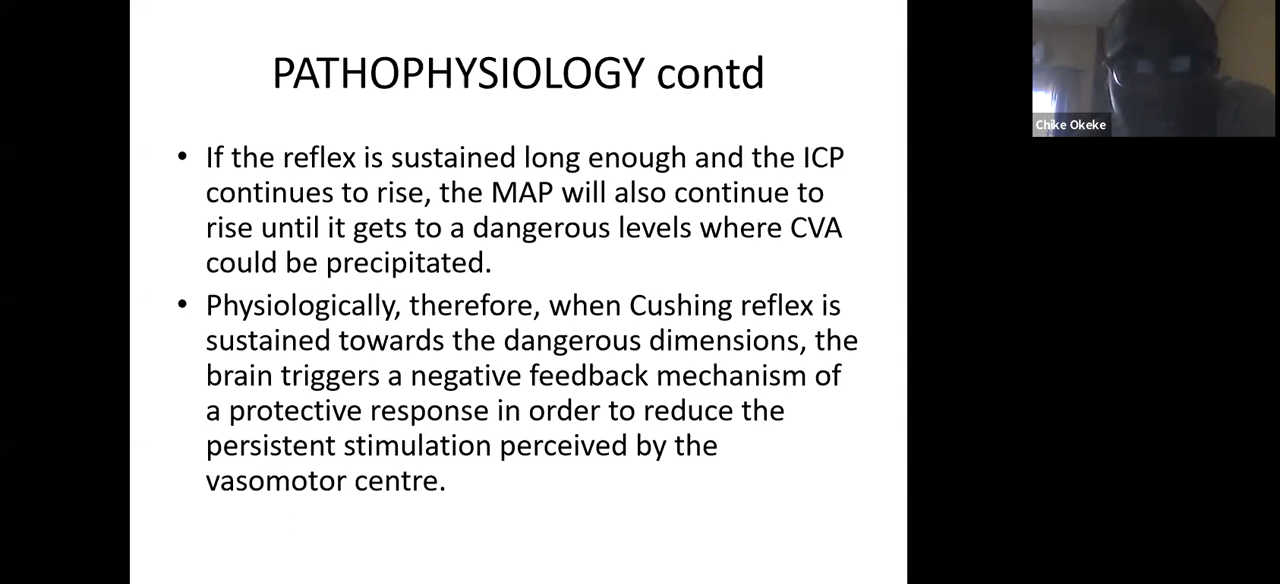 PATHOPHYSIOLOGY contd
• If the reflex is sustained long enough and the ICP
continues to rise, the MAP will also continue to
rise until it gets to a dangerous levels where CVA
could be precipitated.
• Physiologically, therefore, when Cushing reflex is
sustained towards the dangerous dimensions, the
brain triggers a negative feedback mechanism of
a protective response in order to reduce the
persistent stimulation perceived by the
vasomotor centre.
Chike Okeke